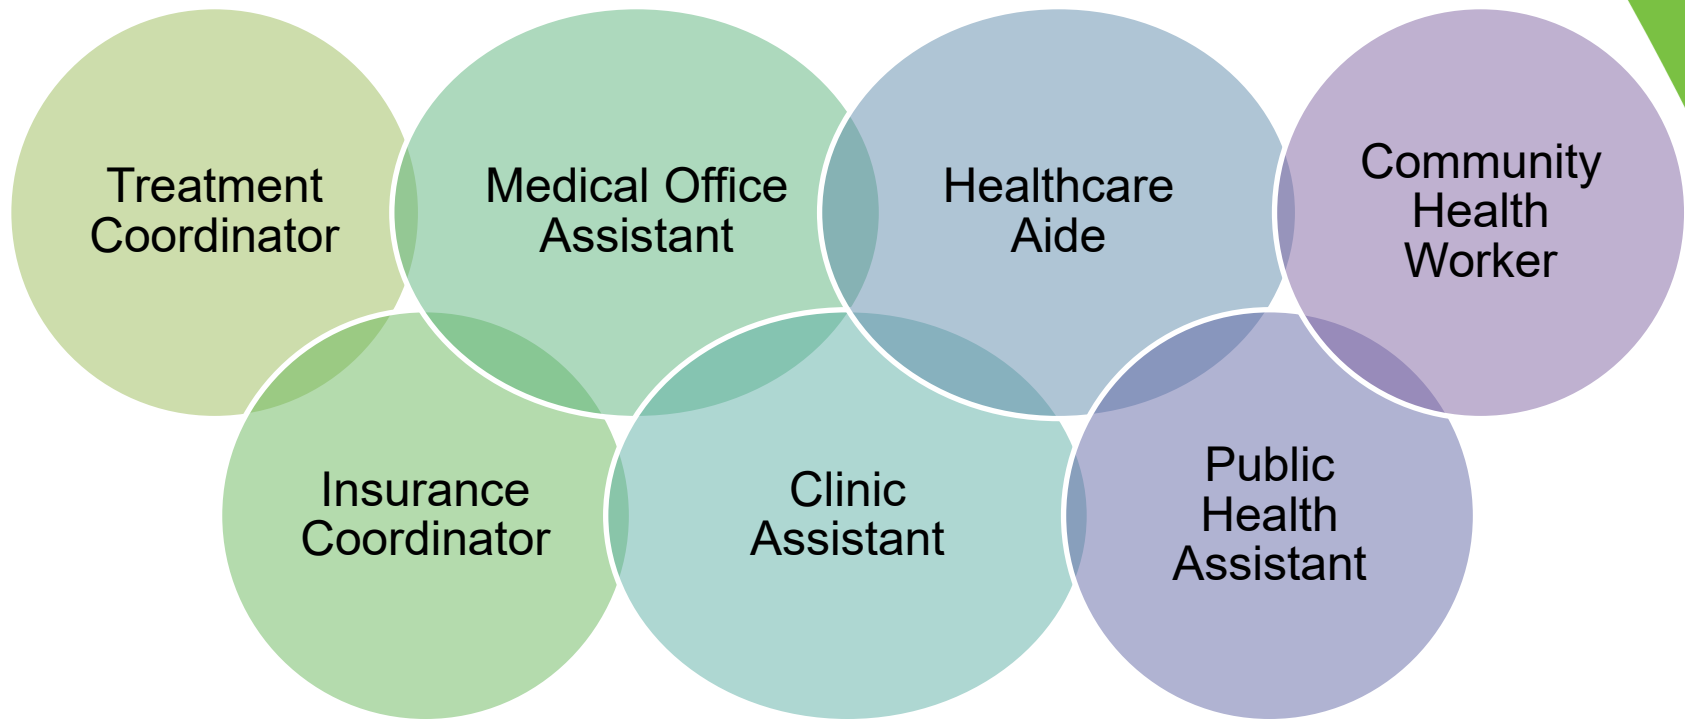 Treatment
Coordinator
Medical Office
Assistant
Healthcare
Aide
Community
Health
Worker
Insurance
Coordinator
Clinic
Assistant
Public
Health
Assistant